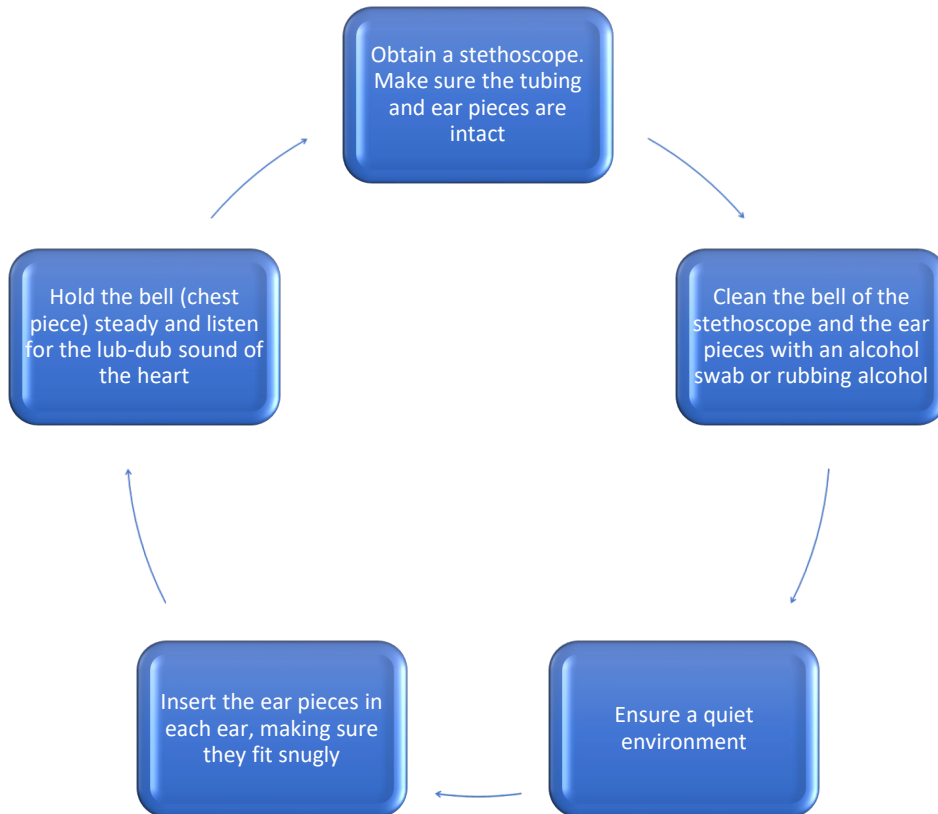 Obtain a stethoscope.
Make sure the tubing
and ear pieces are
intact
Clean the bell of the
stethoscope and the ear
pieces with an alcohol
swab or rubbing alcohol
Ensure a quiet
environment
Insert the ear pieces in
each ear, making sure
they fit snugly
Hold the bell (chest
piece) steady and listen
for the lub-dub sound of
the heart